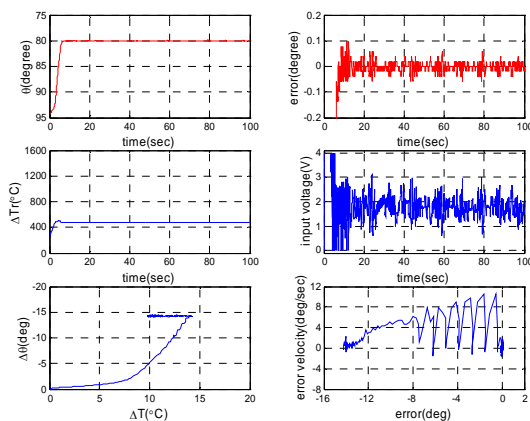 75
80
85
90
95
θ(degree)
0 20 40 60 80 100
time(sec)
0.2
0.1
0
-0.1
-0.2
error(degree)
0 20 40 60 80 100
time(sec)
1600
1200
800
400
0
ΔTr(°C)
0 20 40 60 80 100
time(sec)
4
3
2
1
0
input voltage(V)
0 20 40 60 80 100
time(sec)
-20
-15
-10
-5
0
Δθ(deg)
0 5 10 15 20
ΔT(°C)
12
8
4
0
-4
-8
error velocity(deg/sec)
-16 -12 -8 -4 0 2
error(deg)